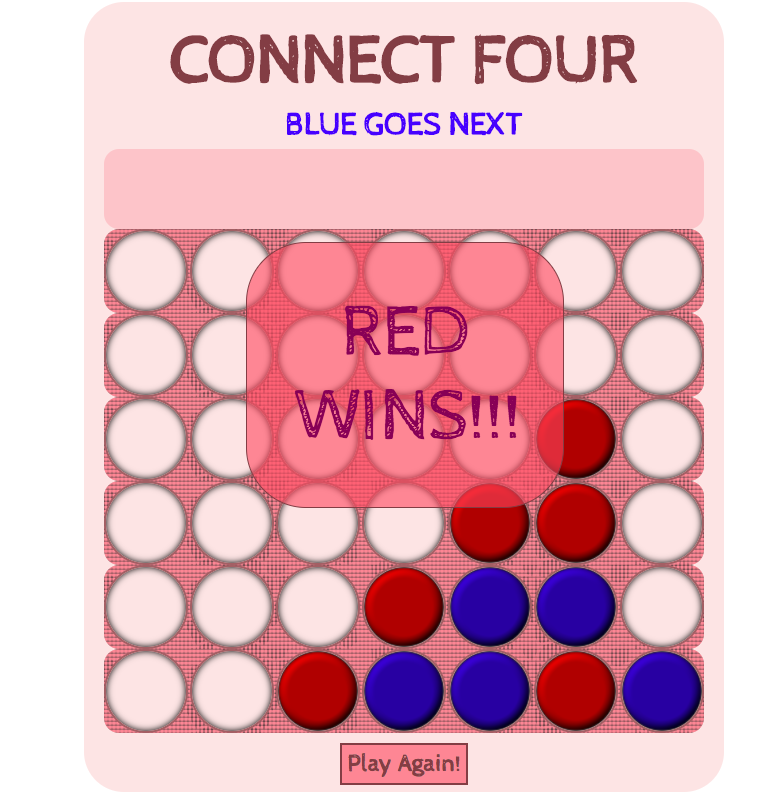 CONNECT FOUR
BLUE GOES NEXT
RED
WINS!!!
Play Again!